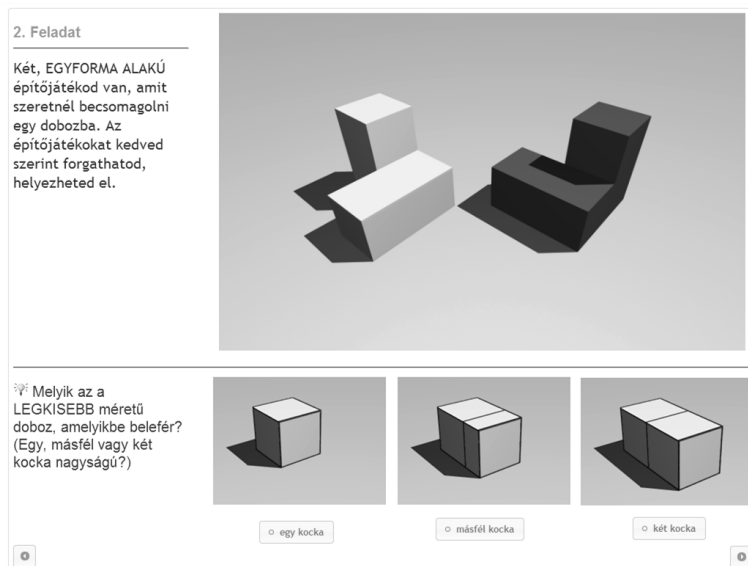 2. Feladat
Két, EGYFORMA ALAKÚ
építőjátékod van, amit
szeretnél becsomagolni
egy dobozba. Az
építőjátékokat kedved
szerint forgathatod,
helyezheted el.
Melyik az a
LEGKISEBB méretű
doboz, amelyikbe belefér?
(Egy, másfél vagy két
kocka nagyságú?)
egy kocka
másfél kocka
két kocka